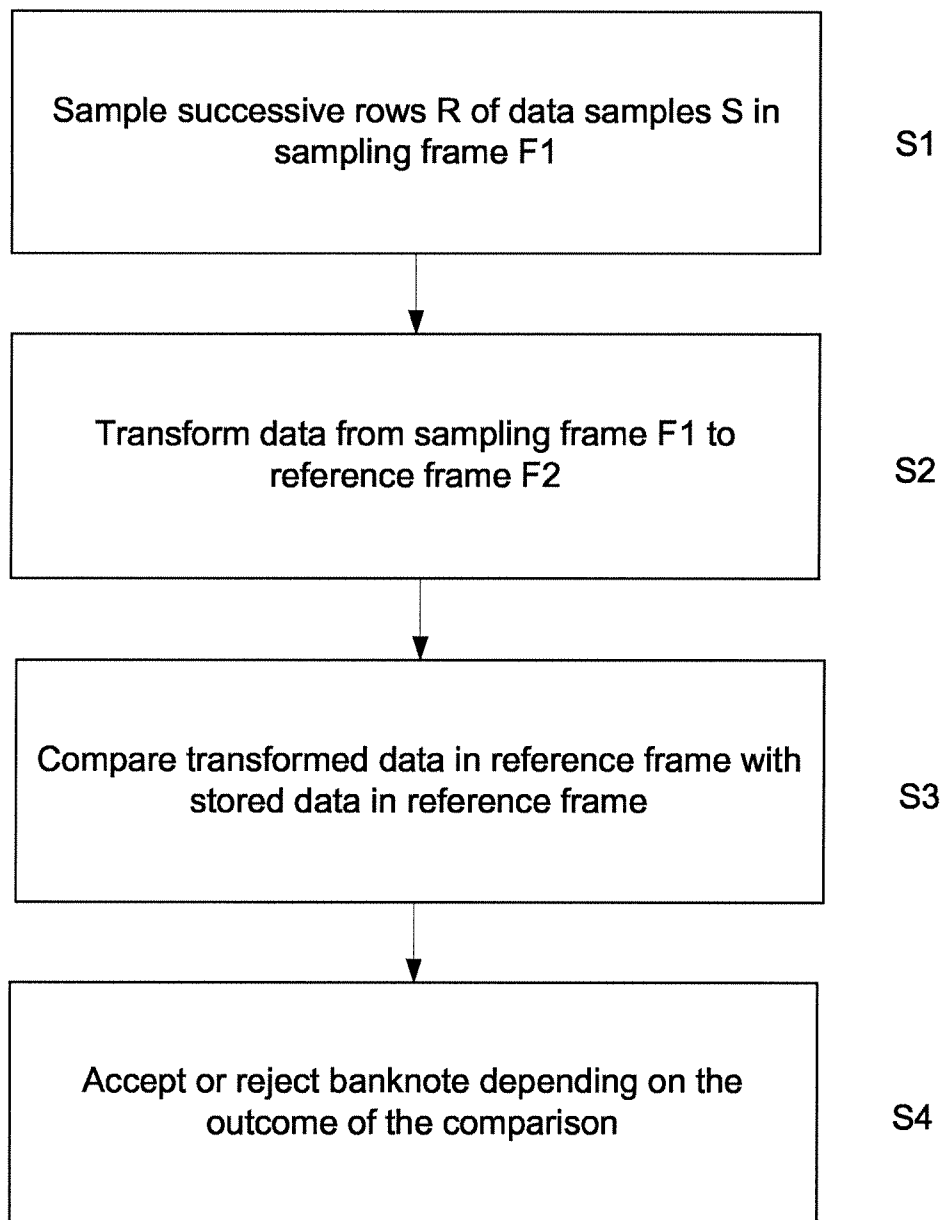 Sample successive rows R of data samples S in
sampling frame F1
S1
Transform data from sampling frame F1 to
reference frame F2
S2
Compare transformed data in reference frame with
stored data in reference frame
S3
Accept or reject banknote depending on the
outcome of the comparison
S4